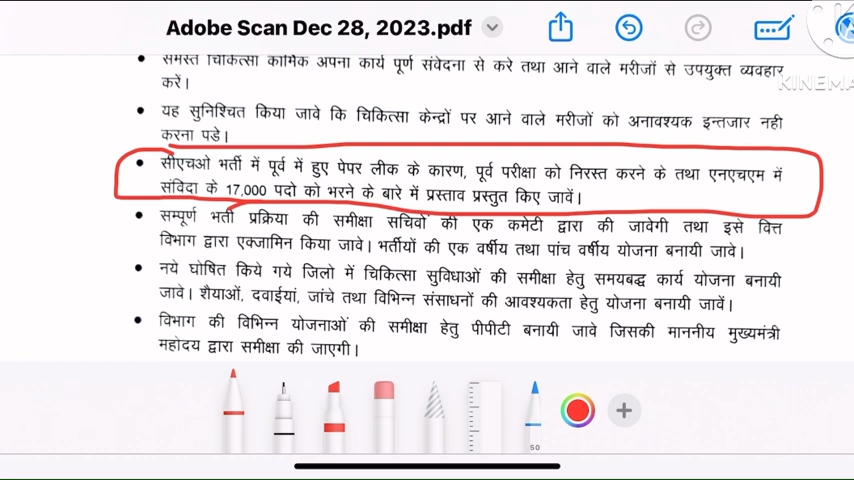 Adobe Scan Dec 28, 2023.pdf
KINEMA
• समस्त चिकित्सा कार्मिक अपना कार्य पूर्ण संवेदना से करे तथा आने वाले मरीजों से उपयुक्त व्यवहार
करें।
• यह सुनिश्चित किया जावे कि चिकित्सा केन्द्रों पर आने वाले मरीजों को अनावश्यक इन्तजार नही
करना पडे।
• सीएचओ भर्ती में पूर्व में हुए पेपर लीक के कारण, पूर्व परीक्षा को निरस्त करने के तथा एनएचएम में
संविदा के 17,000 पदो को भरने के बारे में प्रस्ताव प्रस्तुत किए जावें।
• सम्पूर्ण भर्ती प्रक्रिया की समीक्षा सचिवों की एक कमेटी द्वारा की जावेगी तथा इसे वित्त
विभाग द्वारा एक्जामिन किया जावे। भर्तीयों की एक वर्षीय तथा पांच वर्षीय योजना बनायी जावे।
• नये घोषित किये गये जिलो में चिकित्सा सुविधाओं की समीक्षा हेतु समयबद्ध कार्य योजना बनायी
जावे। शैयाओं, दवाईयां, जांचे तथा विभिन्न संसाधनों की आवश्यकता हेतु योजना बनायी जावें।
• विभाग की विभिन्न योजनाओं की समीक्षा हेतु पीपीटी बनायी जावे जिसकी माननीय मुख्यमंत्री
महोदय द्वारा समीक्षा की जाएगी।
50